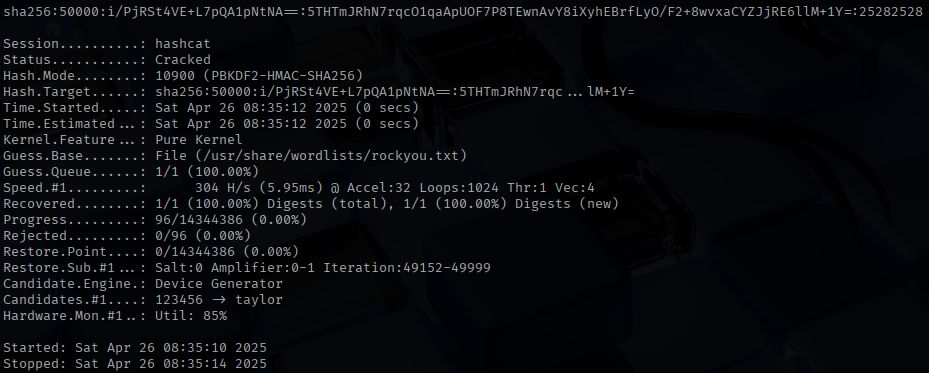 sha256:50000:i/PjRSt4VE+L7pQA1pNtNA==:5THTmJRhN7rqcO1qaApUOF7P8TEwnAvY8iXyhEBrfLyO/F2+8wvxaCYZJjRE6llM+1Y=:25282528
Session..........: hashcat
Status...........: Cracked
Hash.Mode........: 10900 (PBKDF2-HMAC-SHA256)
Hash.Target......: sha256:50000:i/PjRSt4VE+L7pQA1pNtNA==:5THTmJRhN7rqc...lM+1Y=
Time.Started.....: Sat Apr 26 08:35:12 2025 (0 secs)
Time.Estimated...: Sat Apr 26 08:35:12 2025 (0 secs)
Kernel.Feature...: Pure Kernel
Guess.Base.......: File (/usr/share/wordlists/rockyou.txt)
Guess.Queue......: 1/1 (100.00%)
Speed.#1.........:      304 H/s (5.95ms) @ Accel:32 Loops:1024 Thr:1 Vec:4
Recovered........: 1/1 (100.00%) Digests (total), 1/1 (100.00%) Digests (new)
Progress.........: 96/14344386 (0.00%)
Rejected.........: 0/96 (0.00%)
Restore.Point....: 0/14344386 (0.00%)
Restore.Sub.#1...: Salt:0 Amplifier:0-1 Iteration:49152-49999
Candidate.Engine.: Device Generator
Candidates.#1....: 123456 -> taylor
Hardware.Mon.#1..: Util: 85%
Started: Sat Apr 26 08:35:10 2025
Stopped: Sat Apr 26 08:35:14 2025